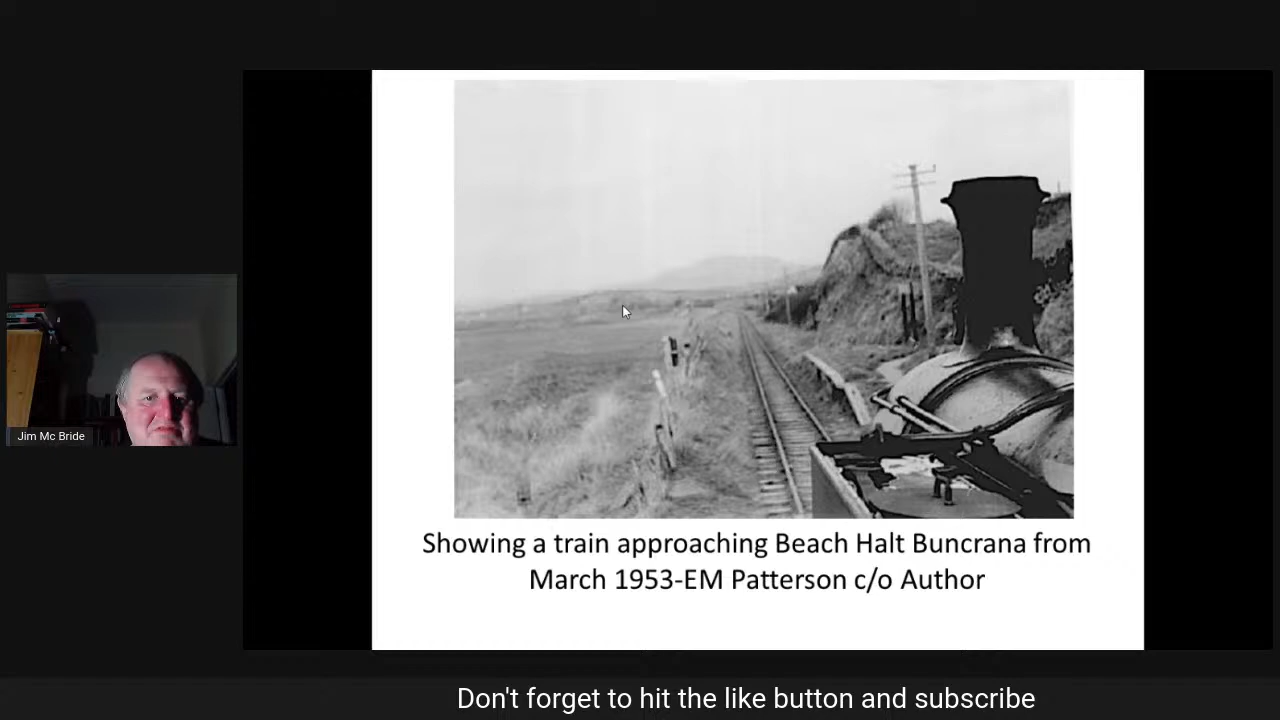 Jim Mc Bride
Showing a train approaching Beach Halt Buncrana from
March 1953-EM Patterson c/o Author
Don't forget to hit the like button and subscribe